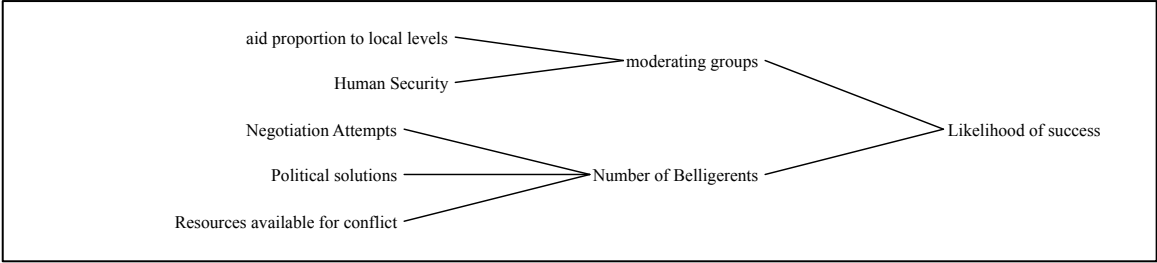 aid proportion to local levels
Human Security
moderating groups
Negotiation Attempts
Political solutions
Resources available for conflict
Number of Belligerents
Likelihood of success